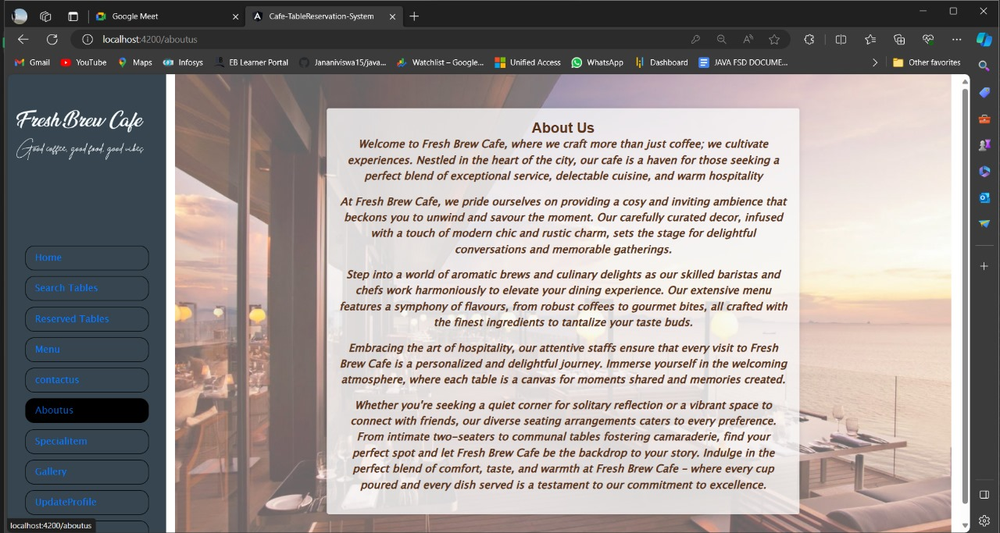 Google Meet
Cafe-TableReservation-System
localhost:4200/aboutus
Gmail
YouTube
Maps
Infosys
EB Learner Portal
Jananiviswa15/java...
Watchlist – Google...
Unified Access
WhatsApp
Dashboard
JAVA FSD DOCUME...
Other favorites
Fresh Brew Cafe
Good coffee, good food, good vibes
Home
Search Tables
Reserved Tables
Menu
contactus
Aboutus
Specialitem
Gallery
UpdateProfile
localhost:4200/aboutus
About Us
Welcome to Fresh Brew Cafe, where we craft more than just coffee; we cultivate
experiences. Nestled in the heart of the city, our cafe is a haven for those seeking a
perfect blend of exceptional service, delectable cuisine, and warm hospitality
At Fresh Brew Cafe, we pride ourselves on providing a cosy and inviting ambience that
beckons you to unwind and savour the moment. Our carefully curated decor, infused
with a touch of modern chic and rustic charm, sets the stage for delightful
conversations and memorable gatherings.
Step into a world of aromatic brews and culinary delights as our skilled baristas and
chefs work harmoniously to elevate your dining experience. Our extensive menu
features a symphony of flavours, from robust coffees to gourmet bites, all crafted with
the finest ingredients to tantalize your taste buds.
Embracing the art of hospitality, our attentive staffs ensure that every visit to Fresh
Brew Cafe is a personalized and delightful journey. Immerse yourself in the welcoming
atmosphere, where each table is a canvas for moments shared and memories created.
Whether you're seeking a quiet corner for solitary reflection or a vibrant space to
connect with friends, our diverse seating arrangements caters to every preference.
From intimate two-seaters to communal tables fostering camaraderie, find your
perfect spot and let Fresh Brew Cafe be the backdrop to your story. Indulge in the
perfect blend of comfort, taste, and warmth at Fresh Brew Cafe – where every cup
poured and every dish served is a testament to our commitment to excellence.